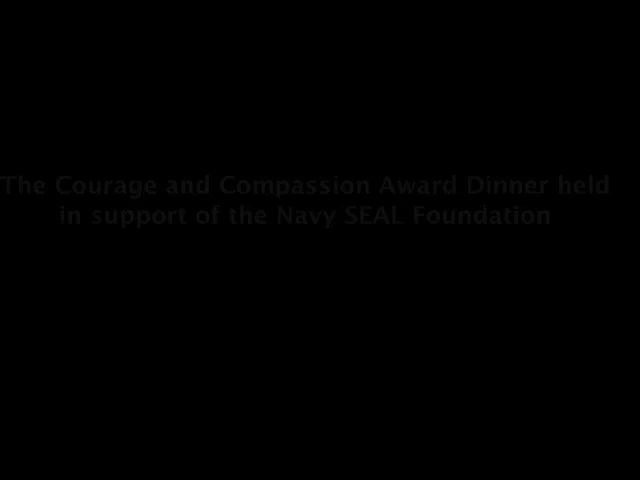 The Courage and Compassion Award Dinner held
in support of the Navy SEAL Foundation